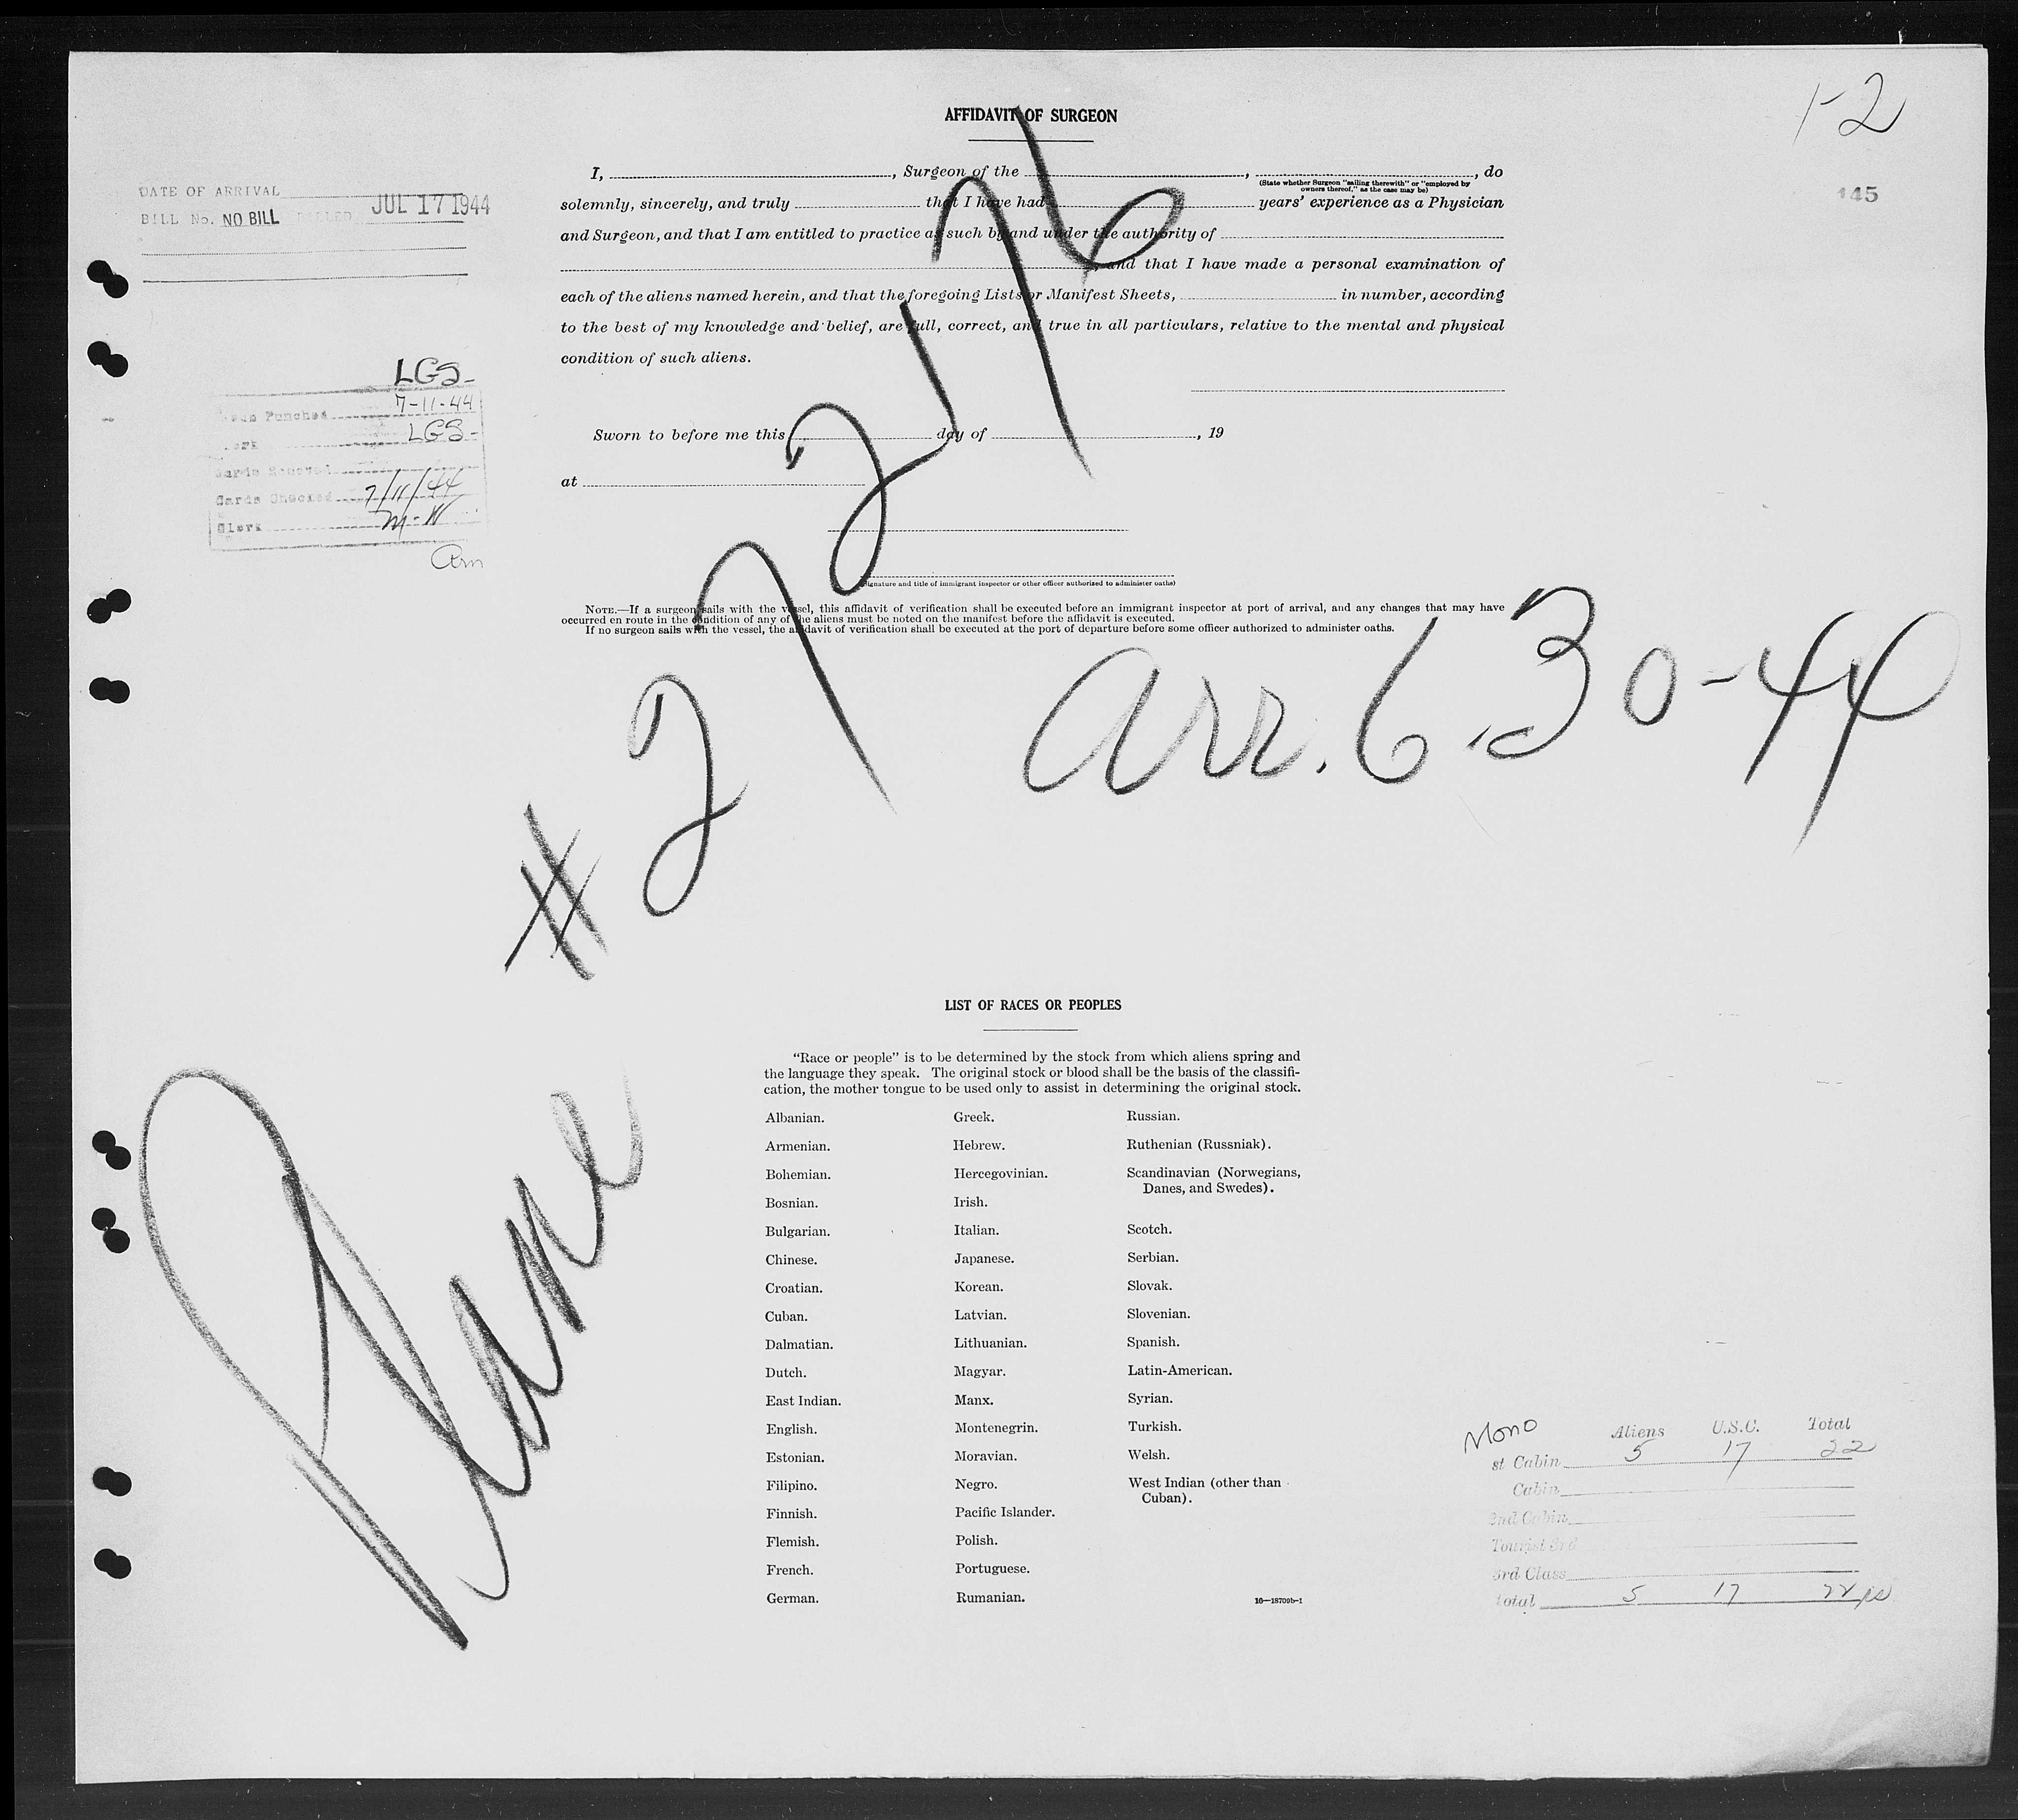 1-2
AFFIDAVIT OF SURGEON
I, , Surgeon of the , , do
(State whether Surgeon "sailing therewith" or "employed by
owners thereof," as the case may be)
145
DATE OF ARRIVAL
BILL No. NO BILL BILLED JUL 17 1944
solemnly, sincerely, and truly that I have had years' experience as a Physician
and Surgeon, and that I am entitled to practice as such by and under the authority of
, and that I have made a personal examination of
each of the aliens named herein, and that the foregoing Lists or Manifest Sheets, in number, according
to the best of my knowledge and belief, are full, correct, and true in all particulars, relative to the mental and physical
condition of such aliens.
LGS-
Cards Punched 7-11-44
Clerk LGS-
Cards
Cards Checked 7/11/44
Clerk M-W
Sworn to before me this day of , 19
at
(Signature and title of immigrant inspector or other officer authorized to administer oaths)
NOTE.—If a surgeon sails with the vessel, this affidavit of verification shall be executed before an immigrant inspector at port of arrival, and any changes that may have
occurred en route in the condition of any of the aliens must be noted on the manifest before the affidavit is executed.
If no surgeon sails with the vessel, the affidavit of verification shall be executed at the port of departure before some officer authorized to administer oaths.
Arr. 6.30-44
Plane
LIST OF RACES OR PEOPLES
"Race or people" is to be determined by the stock from which aliens spring and
the language they speak. The original stock or blood shall be the basis of the classifi-
cation, the mother tongue to be used only to assist in determining the original stock.
Albanian.
Armenian.
Bohemian.
Bosnian.
Bulgarian.
Chinese.
Croatian.
Cuban.
Dalmatian.
Dutch.
East Indian.
English.
Estonian.
Filipino.
Finnish.
Flemish.
French.
German.
Greek.
Hebrew.
Hercegovinian.
Irish.
Italian.
Japanese.
Korean.
Latvian.
Lithuanian.
Magyar.
Manx.
Montenegrin.
Moravian.
Negro.
Pacific Islander.
Polish.
Portuguese.
Rumanian.
Russian.
Ruthenian (Russniak).
Scandinavian (Norwegians,
Danes, and Swedes).
Scotch.
Serbian.
Slovak.
Slovenian.
Spanish.
Latin-American.
Syrian.
Turkish.
Welsh.
West Indian (other than
Cuban).
16—18709b-1
Mono Aliens U.S.C. Total
st Cabin 5 17 22
Cabin
2nd Cabin
Tourist 3rd
3rd Class
total 5 17 22